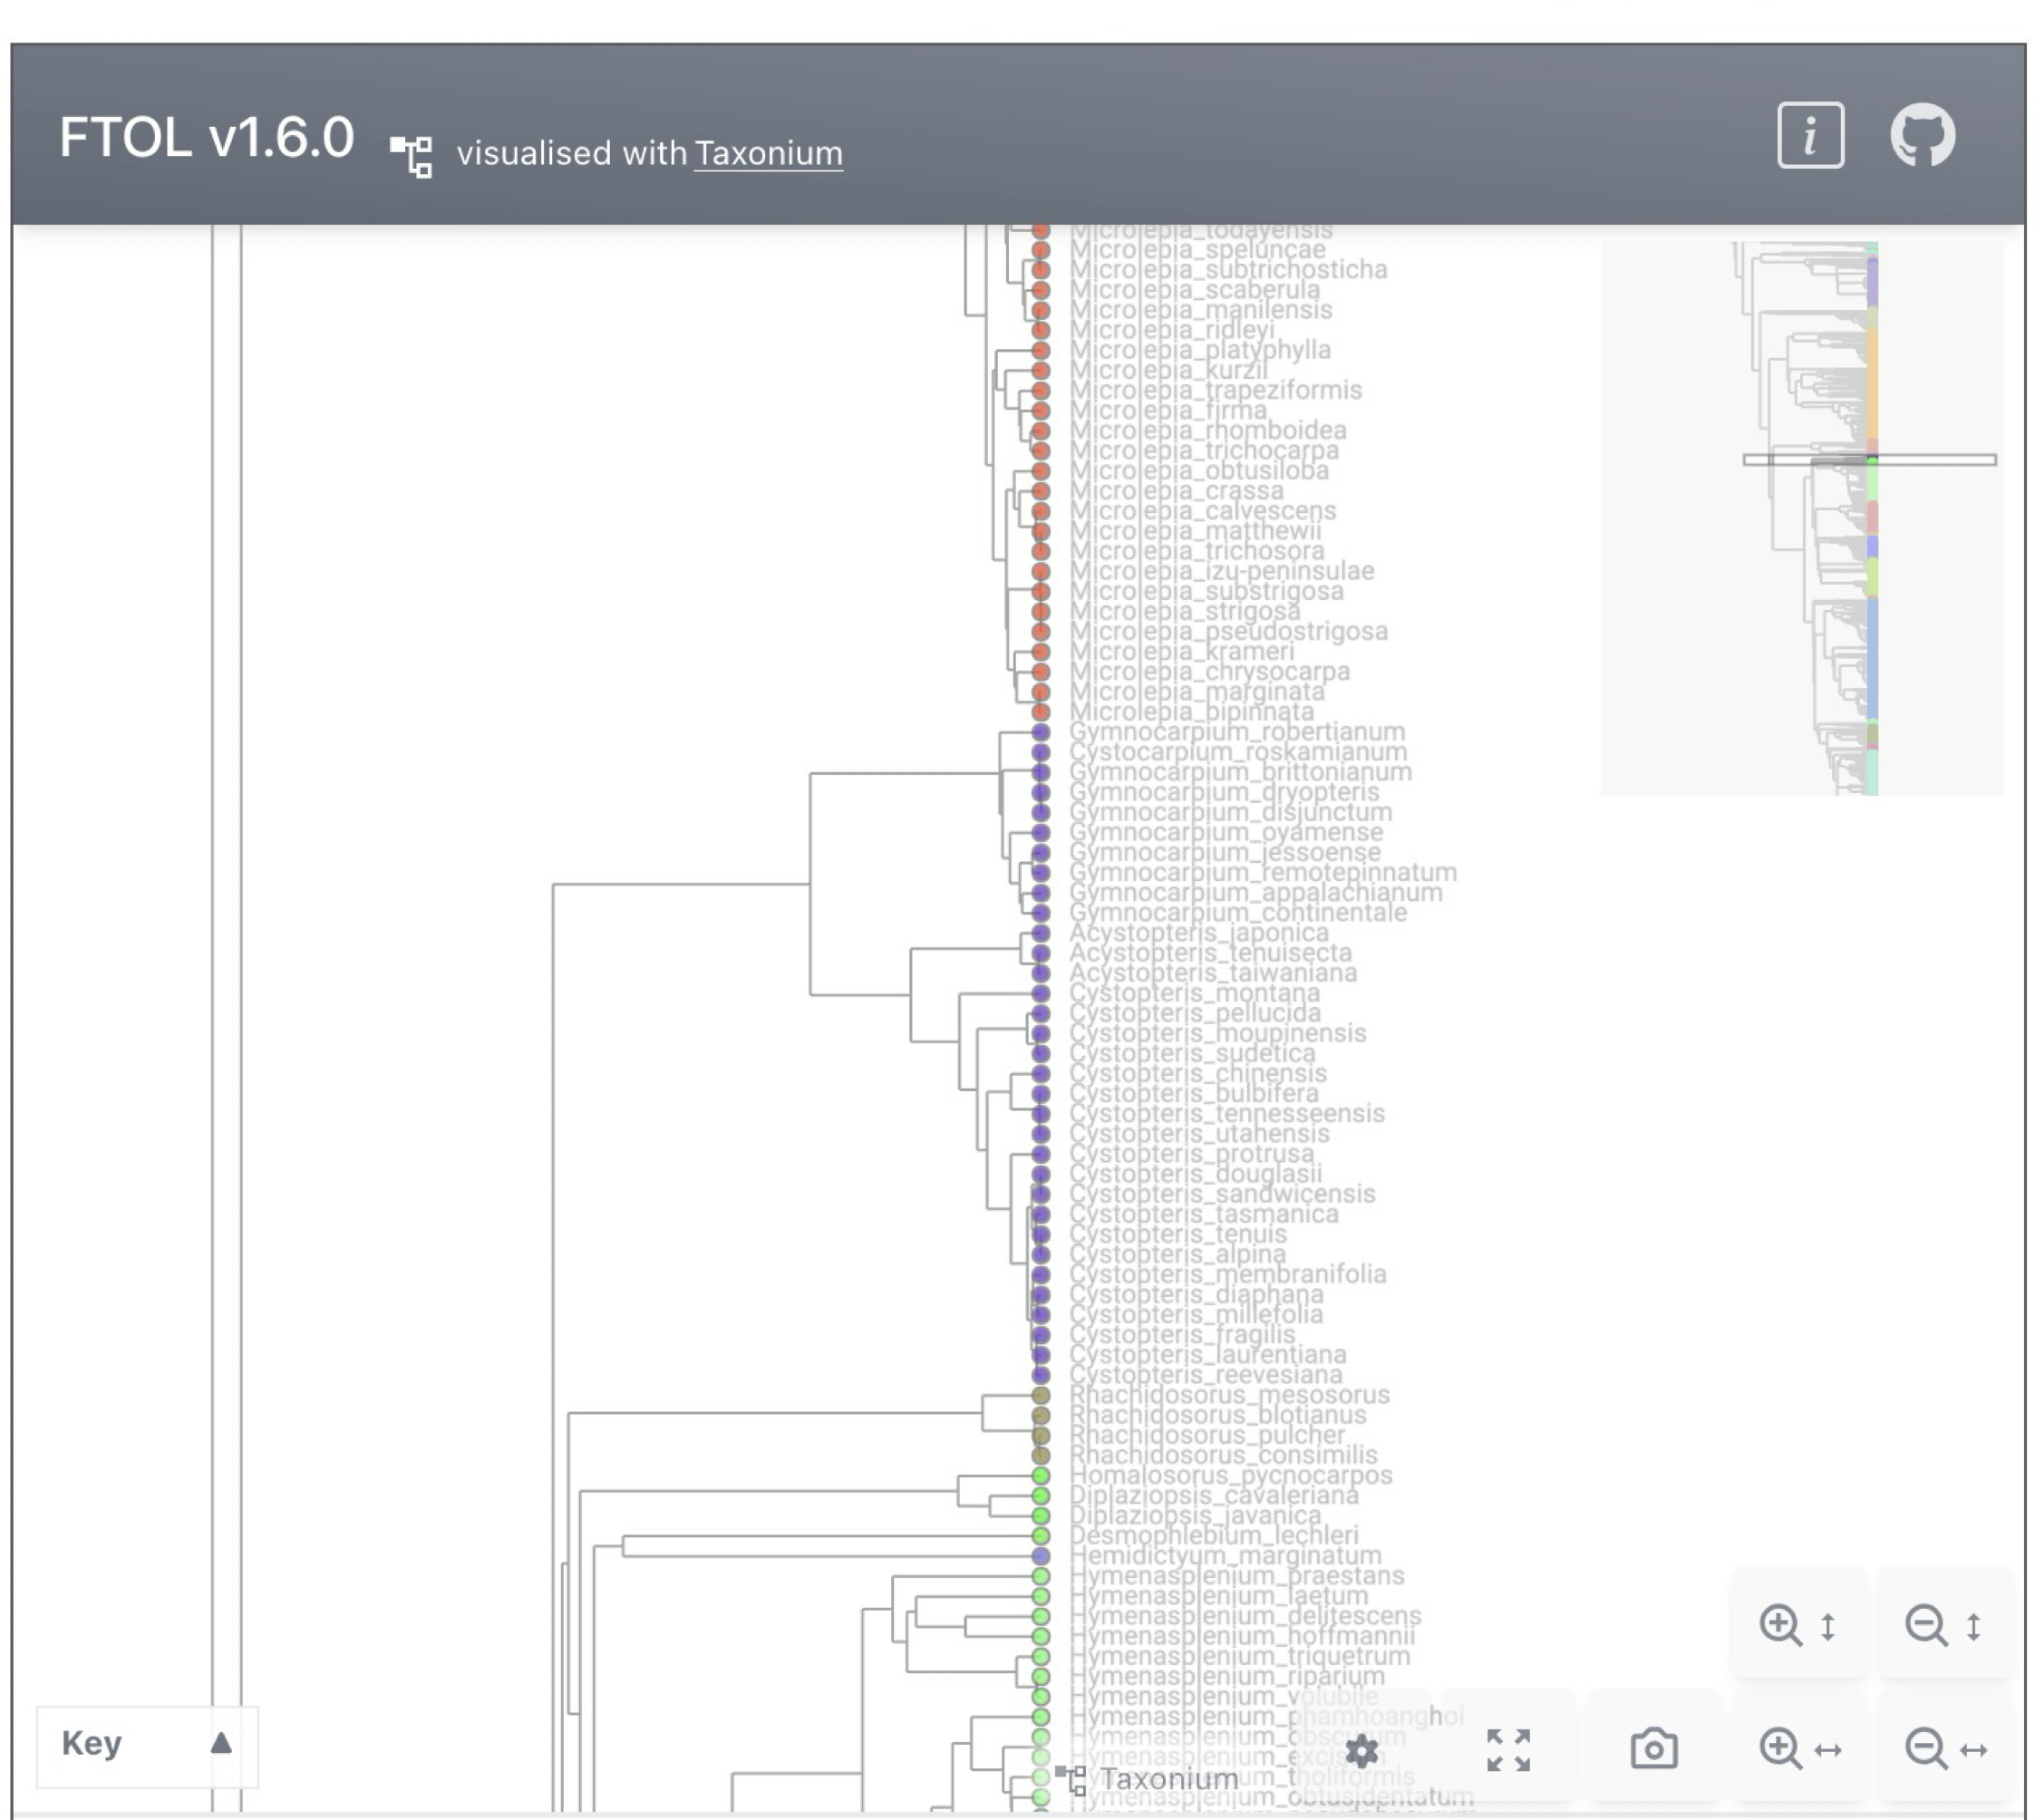 FTOL v1.6.0 visualised with Taxonium
Microlepia_todayensis
Microlepia_speluncae
Microlepia_subtrichosticha
Microlepia_scaberula
Microlepia_manilensis
Microlepia_ridleyi
Microlepia_platyphylla
Microlepia_kurzii
Microlepia_trapeziformis
Microlepia_firma
Microlepia_rhomboidea
Microlepia_trichocarpa
Microlepia_obtusiloba
Microlepia_crassa
Microlepia_calvescens
Microlepia_matthewii
Microlepia_trichosora
Microlepia_izu-peninsulae
Microlepia_substrigosa
Microlepia_strigosa
Microlepia_pseudostrigosa
Microlepia_krameri
Microlepia_chrysocarpa
Microlepia_marginata
Microlepia_bipinnata
Gymnocarpium_robertianum
Cystocarpium_roskamianum
Gymnocarpium_brittonianum
Gymnocarpium_dryopteris
Gymnocarpium_disjunctum
Gymnocarpium_oyamense
Gymnocarpium_jessoense
Gymnocarpium_remotepinnatum
Gymnocarpium_appalachianum
Gymnocarpium_continentale
Acystopteris_japonica
Acystopteris_tenuisecta
Acystopteris_taiwaniana
Cystopteris_montana
Cystopteris_pellucida
Cystopteris_moupinensis
Cystopteris_sudetica
Cystopteris_chinensis
Cystopteris_bulbifera
Cystopteris_tennesseensis
Cystopteris_utahensis
Cystopteris_protrusa
Cystopteris_douglasii
Cystopteris_sandwicensis
Cystopteris_tasmanica
Cystopteris_tenuis
Cystopteris_alpina
Cystopteris_membranifolia
Cystopteris_diaphana
Cystopteris_millefolia
Cystopteris_fragilis
Cystopteris_laurentiana
Cystopteris_reevesiana
Rhachidosorus_mesosorus
Rhachidosorus_blotianus
Rhachidosorus_pulcher
Rhachidosorus_consimilis
Homalosorus_pycnocarpos
Diplaziopsis_cavaleriana
Diplaziopsis_javanica
Desmophlebium_lechleri
Hemidictyum_marginatum
Hymenasplenium_praestans
Hymenasplenium_laetum
Hymenasplenium_delitescens
Hymenasplenium_hoffmannii
Hymenasplenium_triquetrum
Hymenasplenium_riparium
Hymenasplenium_volubile
Hymenasplenium_phamhoanghoi
Hymenasplenium_obscurum
Hymenasplenium_excisum
Key
Taxonium